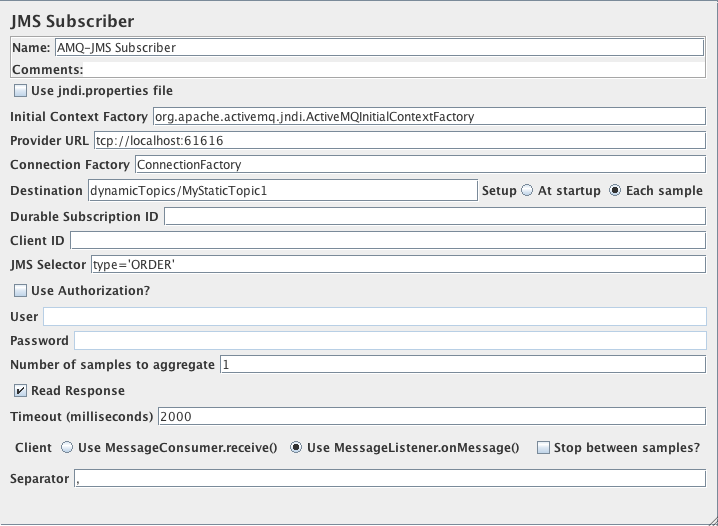 JMS Subscriber
Name: AMQ-JMS Subscriber
Comments:
Use jndi.properties file
Initial Context Factory org.apache.activemq.jndi.ActiveMQInitialContextFactory
Provider URL tcp://localhost:61616
Connection Factory ConnectionFactory
Destination dynamicTopics/MyStaticTopic1 Setup At startup Each sample
Durable Subscription ID
Client ID
JMS Selector type='ORDER'
Use Authorization?
User
Password
Number of samples to aggregate 1
Read Response
Timeout (milliseconds) 2000
Client Use MessageConsumer.receive() Use MessageListener.onMessage() Stop between samples?
Separator ,